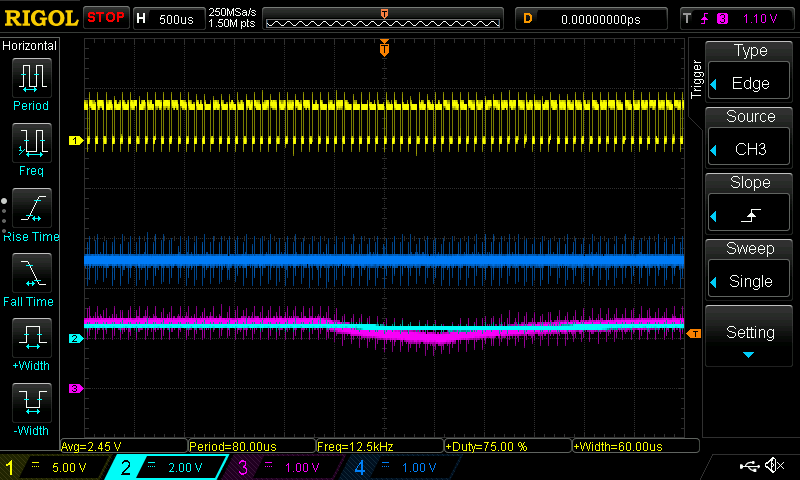 RIGOL STOP H 500us 250MSa/s 1.50M pts T D 0.00000000ps T 3 1.10 V
Horizontal
Period
Freq
Rise Time
Fall Time
+Width
-Width
T
1
2
3
T
Trigger
Type
Edge
Source
CH3
Slope
Sweep
Single
Setting
Avg=2.45 V Period=80.00us Freq=12.5kHz +Duty=75.00 % +Width=60.00us
1 5.00 V 2 2.00 V 3 1.00 V 4 1.00 V